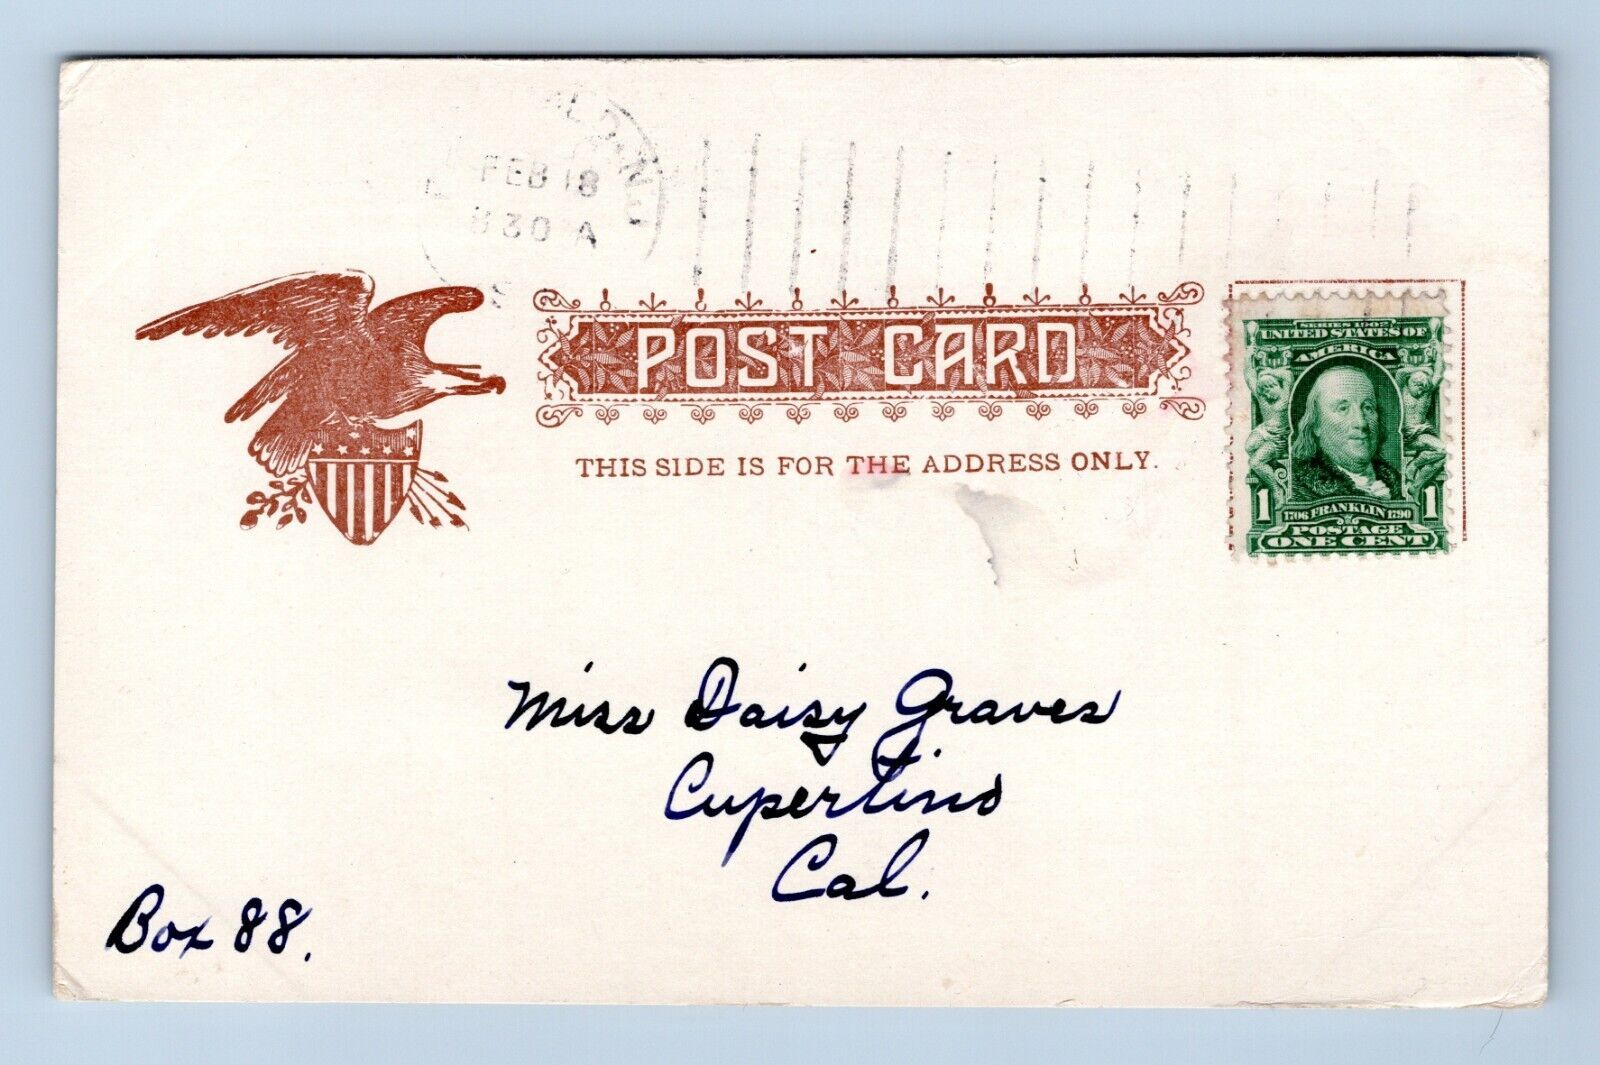 FEB 18
830 A
POST CARD
THIS SIDE IS FOR THE ADDRESS ONLY.
SERIES 1902
UNITED STATES OF
AMERICA
1 1706 FRANKLIN 1790 1
POSTAGE
ONE CENT
Miss Daisy Graves
Cupertino
Cal.
Box 88.